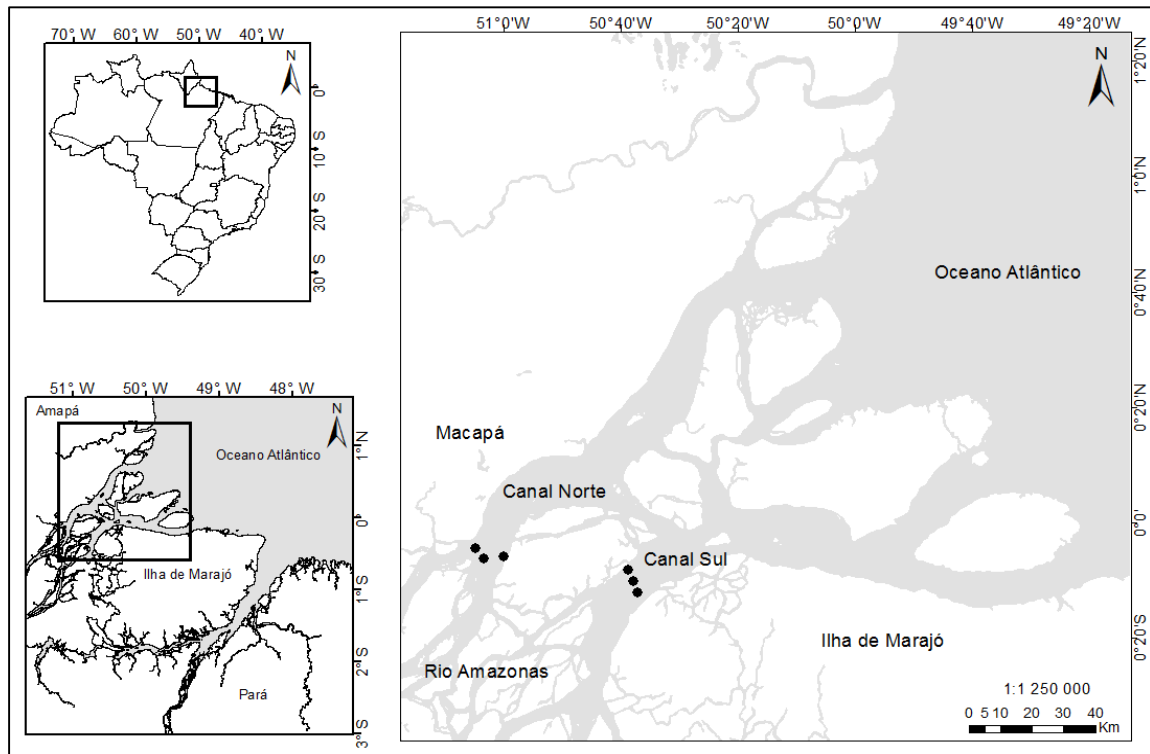 70° W 60° W 50° W 40° W
N
0°
10° S
20° S
30° S
51° W 50° W 49° W 48° W
Amapá
N
Oceano Atlântico
1° N
0°
Ilha de Marajó
1° S
2° S
Pará
3° S
51°0' W 50°40' W 50°20' W 50°0' W 49°40' W 49°20' W
N
1°20'N
1°0'N
Oceano Atlântico
0°40'N
0°20'N
Macapá
Canal Norte
0°0'
Canal Sul
0°20'S
Ilha de Marajó
Rio Amazonas
1:1 250 000
0 5 10 20 30 40
Km